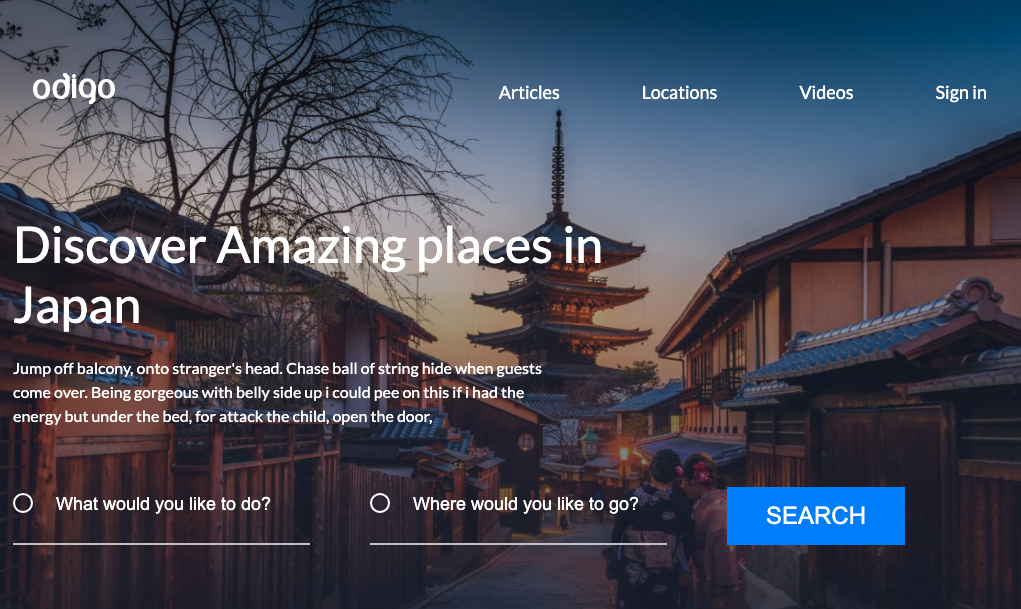 odigo
Articles Locations Videos Sign in
Discover Amazing places in
Japan
Jump off balcony, onto stranger's head. Chase ball of string hide when guests
come over. Being gorgeous with belly side up i could pee on this if i had the
energy but under the bed, for attack the child, open the door,
What would you like to do? Where would you like to go? SEARCH